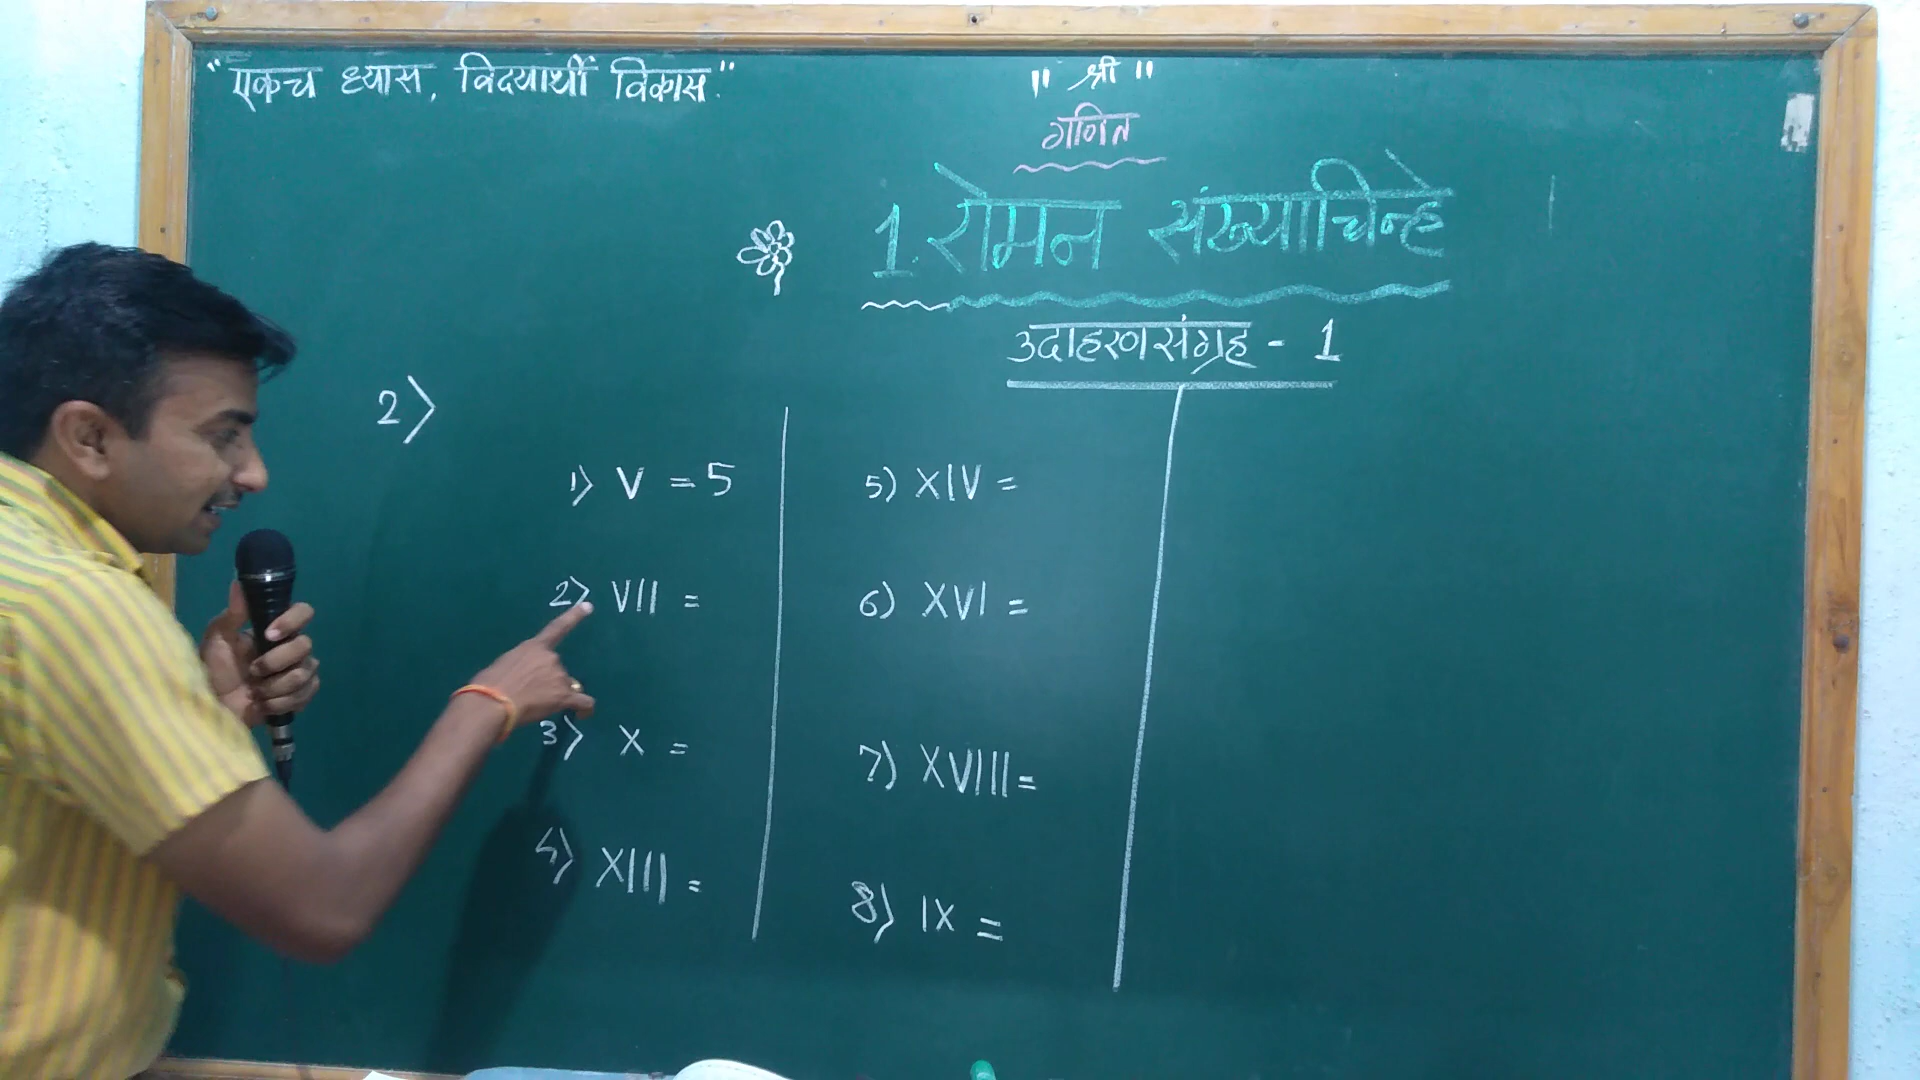 "एकच ध्यास, विदयार्थी विकास."
" श्री "
गणित
1. रोमन संख्याचिन्हे
उदाहरणसंग्रह - 1
2)
1) V = 5
2) VII =
3) X =
4) XIII =
5) XIV =
6) XVI =
7) XVIII =
8) IX =